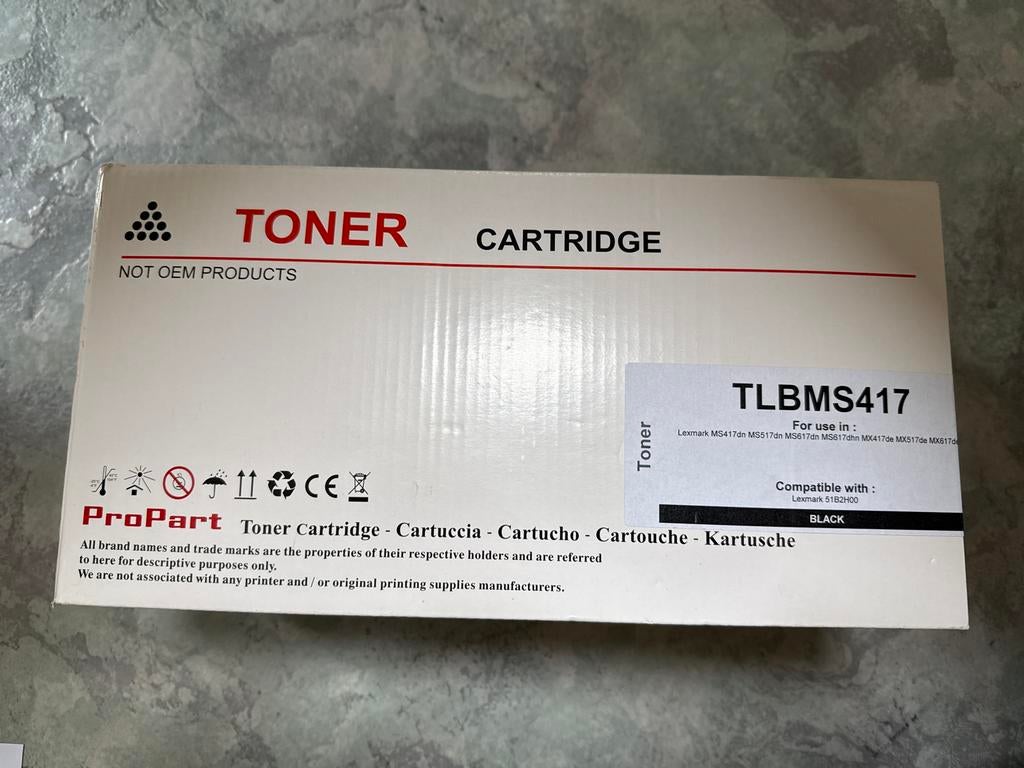 TONER CARTRIDGE
NOT OEM PRODUCTS
Toner
TLBMS417
For use in :
Lexmark MS417dn MS517dn MS617dn MS617dhn MX417de MX517de MX617de
Compatible with :
Lexmark 51B2H00
BLACK
CE
ProPart
Toner Cartridge - Cartuccia - Cartucho - Cartouche - Kartusche
All brand names and trade marks are the properties of their respective holders and are referred
to here for descriptive purposes only.
We are not associated with any printer and / or original printing supplies manufacturers.